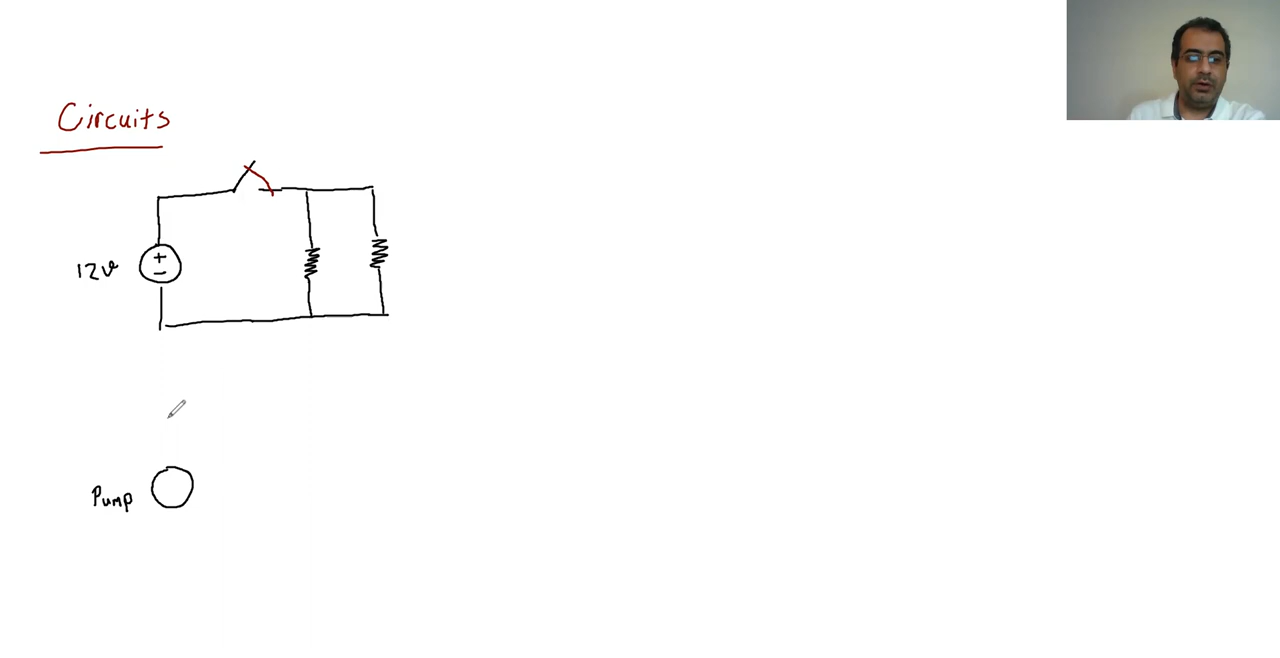 Circuits
12v
+
−
Pump